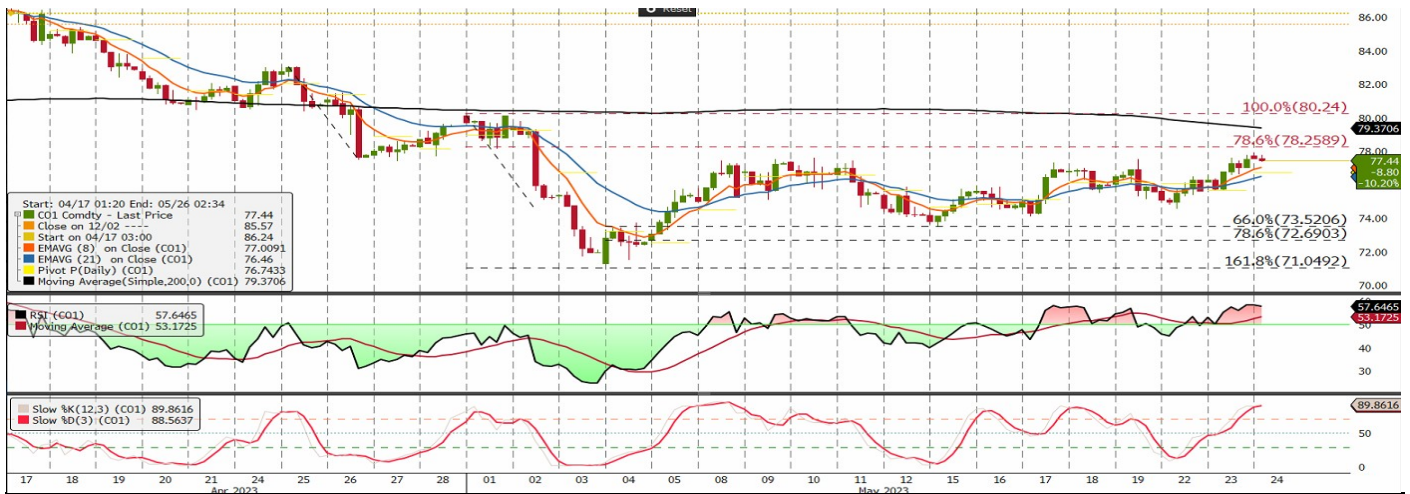 Reset
86.00
84.00
82.00
80.00
78.00
74.00
72.00
70.00
100.0%(80.24)
79.3706
78.6%(78.2589)
77.44
-8.80
-10.20%
66.0%(73.5206)
78.6%(72.6903)
161.8%(71.0492)
Start: 04/17 01:20 End: 05/26 02:34
CO1 Comdty - Last Price 77.44
Close on 12/02 ---- 85.57
Start on 04/17 03:00 86.24
EMAVG (8) on Close (CO1) 77.0091
EMAVG (21) on Close (CO1) 76.46
Pivot P(Daily) (CO1) 76.7433
Moving Average(Simple,200,0) (CO1) 79.3706
RSI (CO1) 57.6465
Moving Average (CO1) 53.1725
57.6465
53.1725
50
40
30
Slow %K(12,3) (CO1) 89.8616
Slow %D(3) (CO1) 88.5637
89.8616
50
0
17 18 19 20 21 24 25 26 27 28 01 02 03 04 05 08 09 10 11 12 15 16 17 18 19 22 23 24
Apr 2023 May 2023